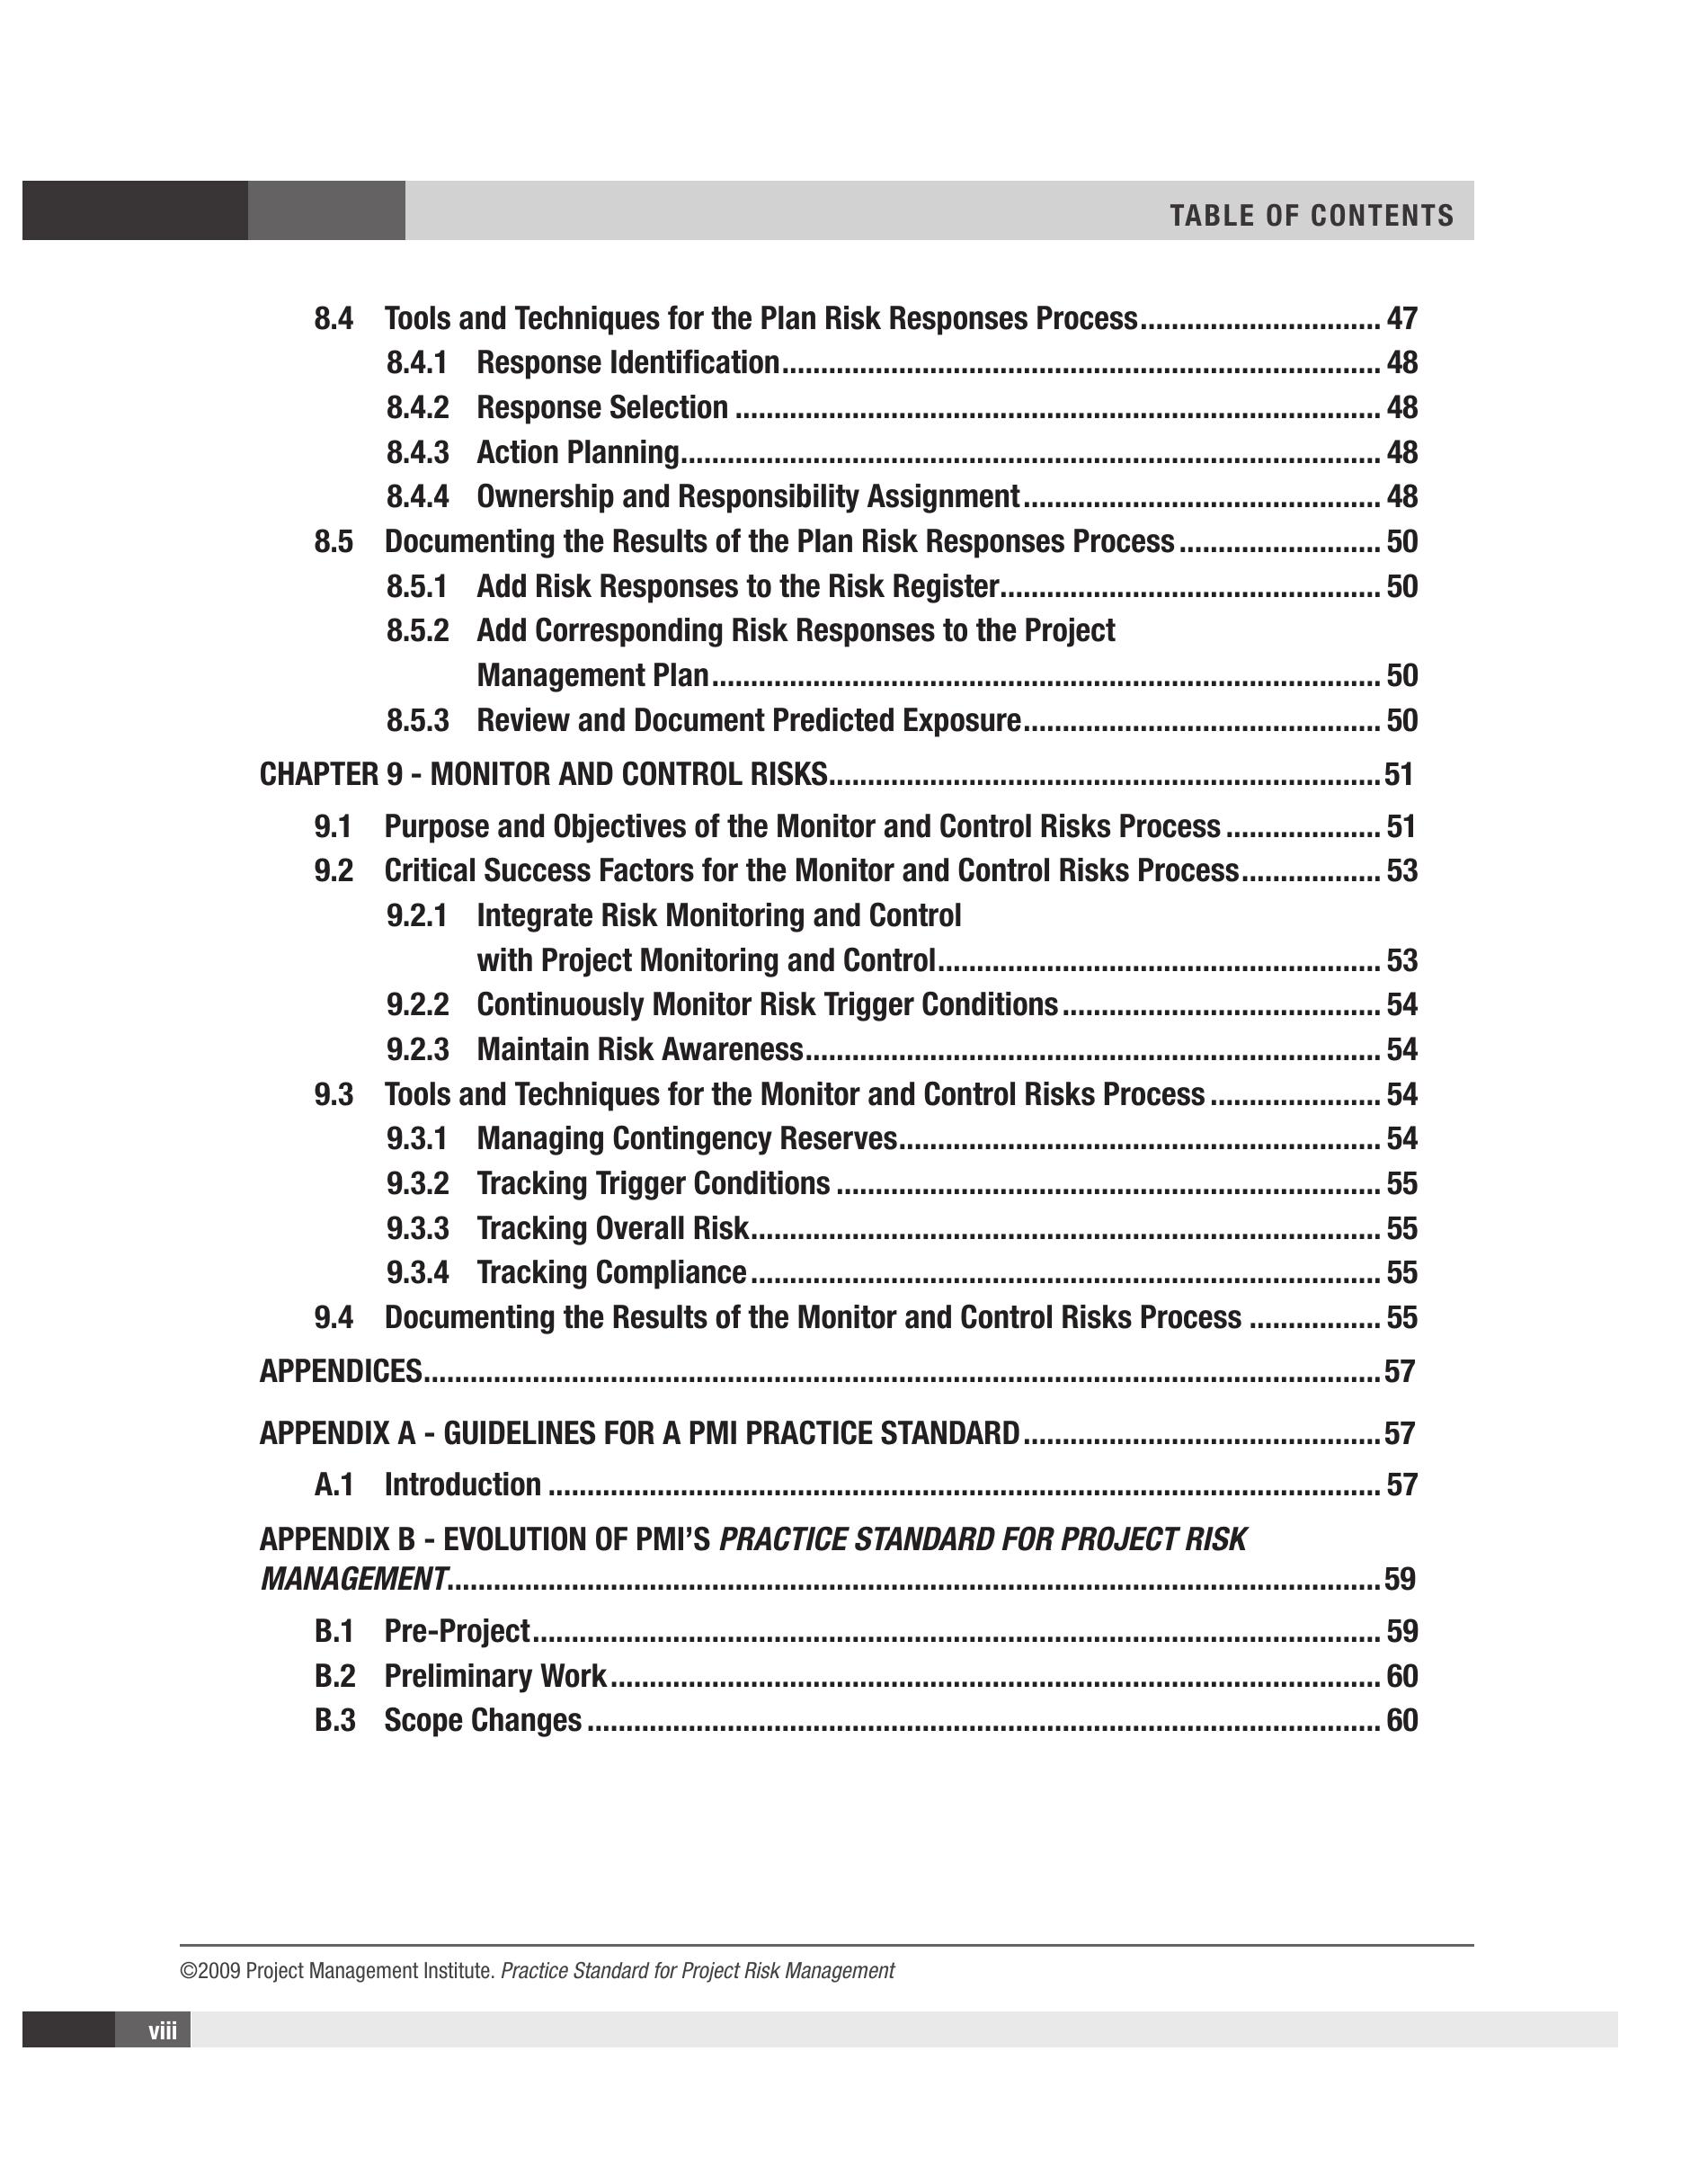 TABLE OF CONTENTS
8.4 Tools and Techniques for the Plan Risk Responses Process............................... 47
8.4.1 Response Identification............................................................................. 48
8.4.2 Response Selection ................................................................................... 48
8.4.3 Action Planning.......................................................................................... 48
8.4.4 Ownership and Responsibility Assignment.............................................. 48
8.5 Documenting the Results of the Plan Risk Responses Process.......................... 50
8.5.1 Add Risk Responses to the Risk Register................................................. 50
8.5.2 Add Corresponding Risk Responses to the Project
Management Plan...................................................................................... 50
8.5.3 Review and Document Predicted Exposure.............................................. 50
CHAPTER 9 - MONITOR AND CONTROL RISKS.......................................................................51
9.1 Purpose and Objectives of the Monitor and Control Risks Process .................... 51
9.2 Critical Success Factors for the Monitor and Control Risks Process.................. 53
9.2.1 Integrate Risk Monitoring and Control
with Project Monitoring and Control......................................................... 53
9.2.2 Continuously Monitor Risk Trigger Conditions ......................................... 54
9.2.3 Maintain Risk Awareness.......................................................................... 54
9.3 Tools and Techniques for the Monitor and Control Risks Process ...................... 54
9.3.1 Managing Contingency Reserves.............................................................. 54
9.3.2 Tracking Trigger Conditions ...................................................................... 55
9.3.3 Tracking Overall Risk................................................................................. 55
9.3.4 Tracking Compliance................................................................................. 55
9.4 Documenting the Results of the Monitor and Control Risks Process ................. 55
APPENDICES...........................................................................................................................57
APPENDIX A - GUIDELINES FOR A PMI PRACTICE STANDARD..............................................57
A.1 Introduction ........................................................................................................... 57
APPENDIX B - EVOLUTION OF PMI’S PRACTICE STANDARD FOR PROJECT RISK
MANAGEMENT........................................................................................................................59
B.1 Pre-Project............................................................................................................. 59
B.2 Preliminary Work................................................................................................... 60
B.3 Scope Changes ...................................................................................................... 60
©2009 Project Management Institute. Practice Standard for Project Risk Management
viii